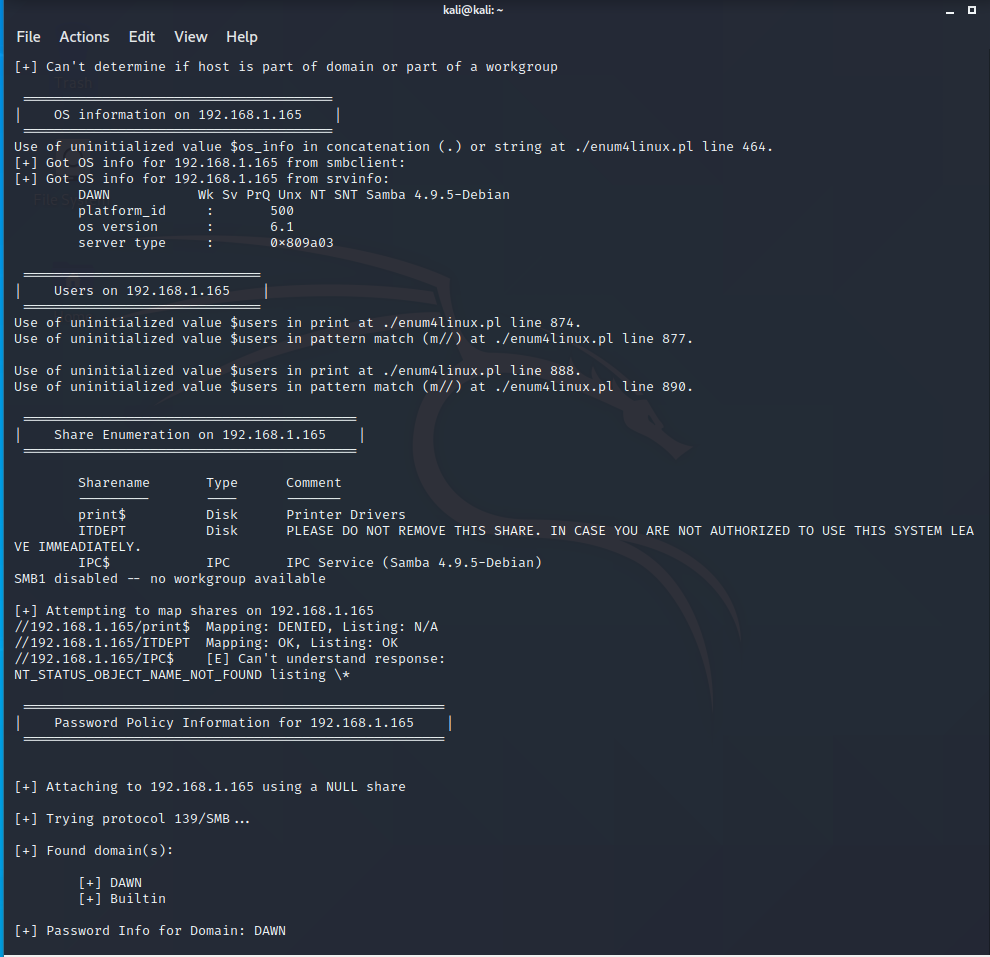 kali@kali: ~
File Actions Edit View Help
[+] Can't determine if host is part of domain or part of a workgroup
| OS information on 192.168.1.165 |
Use of uninitialized value $os_info in concatenation (.) or string at ./enum4linux.pl line 464.
[+] Got OS info for 192.168.1.165 from smbclient:
[+] Got OS info for 192.168.1.165 from srvinfo:
DAWN Wk Sv PrQ Unx NT SNT Samba 4.9.5-Debian
platform_id : 500
os version : 6.1
server type : 0×809a03
| Users on 192.168.1.165 |
Use of uninitialized value $users in print at ./enum4linux.pl line 874.
Use of uninitialized value $users in pattern match (m//) at ./enum4linux.pl line 877.
Use of uninitialized value $users in print at ./enum4linux.pl line 888.
Use of uninitialized value $users in pattern match (m//) at ./enum4linux.pl line 890.
| Share Enumeration on 192.168.1.165 |
Sharename Type Comment
print$ Disk Printer Drivers
ITDEPT Disk PLEASE DO NOT REMOVE THIS SHARE. IN CASE YOU ARE NOT AUTHORIZED TO USE THIS SYSTEM LEA
VE IMMEADIATELY.
IPC$ IPC IPC Service (Samba 4.9.5-Debian)
SMB1 disabled -- no workgroup available
[+] Attempting to map shares on 192.168.1.165
//192.168.1.165/print$ Mapping: DENIED, Listing: N/A
//192.168.1.165/ITDEPT Mapping: OK, Listing: OK
//192.168.1.165/IPC$ [E] Can't understand response:
NT_STATUS_OBJECT_NAME_NOT_FOUND listing \*
| Password Policy Information for 192.168.1.165 |
[+] Attaching to 192.168.1.165 using a NULL share
[+] Trying protocol 139/SMB...
[+] Found domain(s):
[+] DAWN
[+] Builtin
[+] Password Info for Domain: DAWN